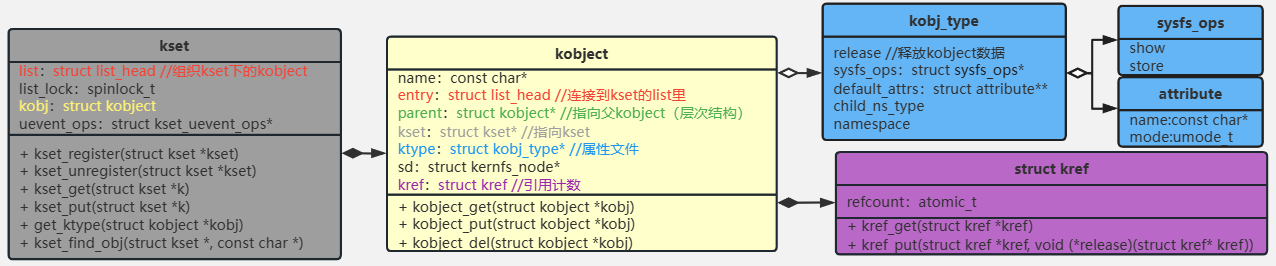 kset
list：struct list_head //组织kset下的kobject
list_lock：spinlock_t
kobj：struct kobject
uevent_ops：struct kset_uevent_ops*
+ kset_register(struct kset *kset)
+ kset_unregister(struct kset *kset)
+ kset_get(struct kset *k)
+ kset_put(struct kset *k)
+ get_ktype(struct kobject *kobj)
+ kset_find_obj(struct kset *, const char *)
kobject
name：const char*
entry：struct list_head //连接到kset的list里
parent：struct kobject* //指向父kobject（层次结构）
kset：struct kset* //指向kset
ktype：struct kobj_type* //属性文件
sd：struct kernfs_node*
kref：struct kref //引用计数
+ kobject_get(struct kobject *kobj)
+ kobject_put(struct kobject *kobj)
+ kobject_del(struct kobject *kobj)
kobj_type
release //释放kobject数据
sysfs_ops：struct sysfs_ops*
default_attrs：struct attribute**
child_ns_type
namespace
sysfs_ops
show
store
attribute
name:const char*
mode:umode_t
struct kref
refcount：atomic_t
+ kref_get(struct kref *kref)
+ kref_put(struct kref *kref, void (*release)(struct kref* kref))